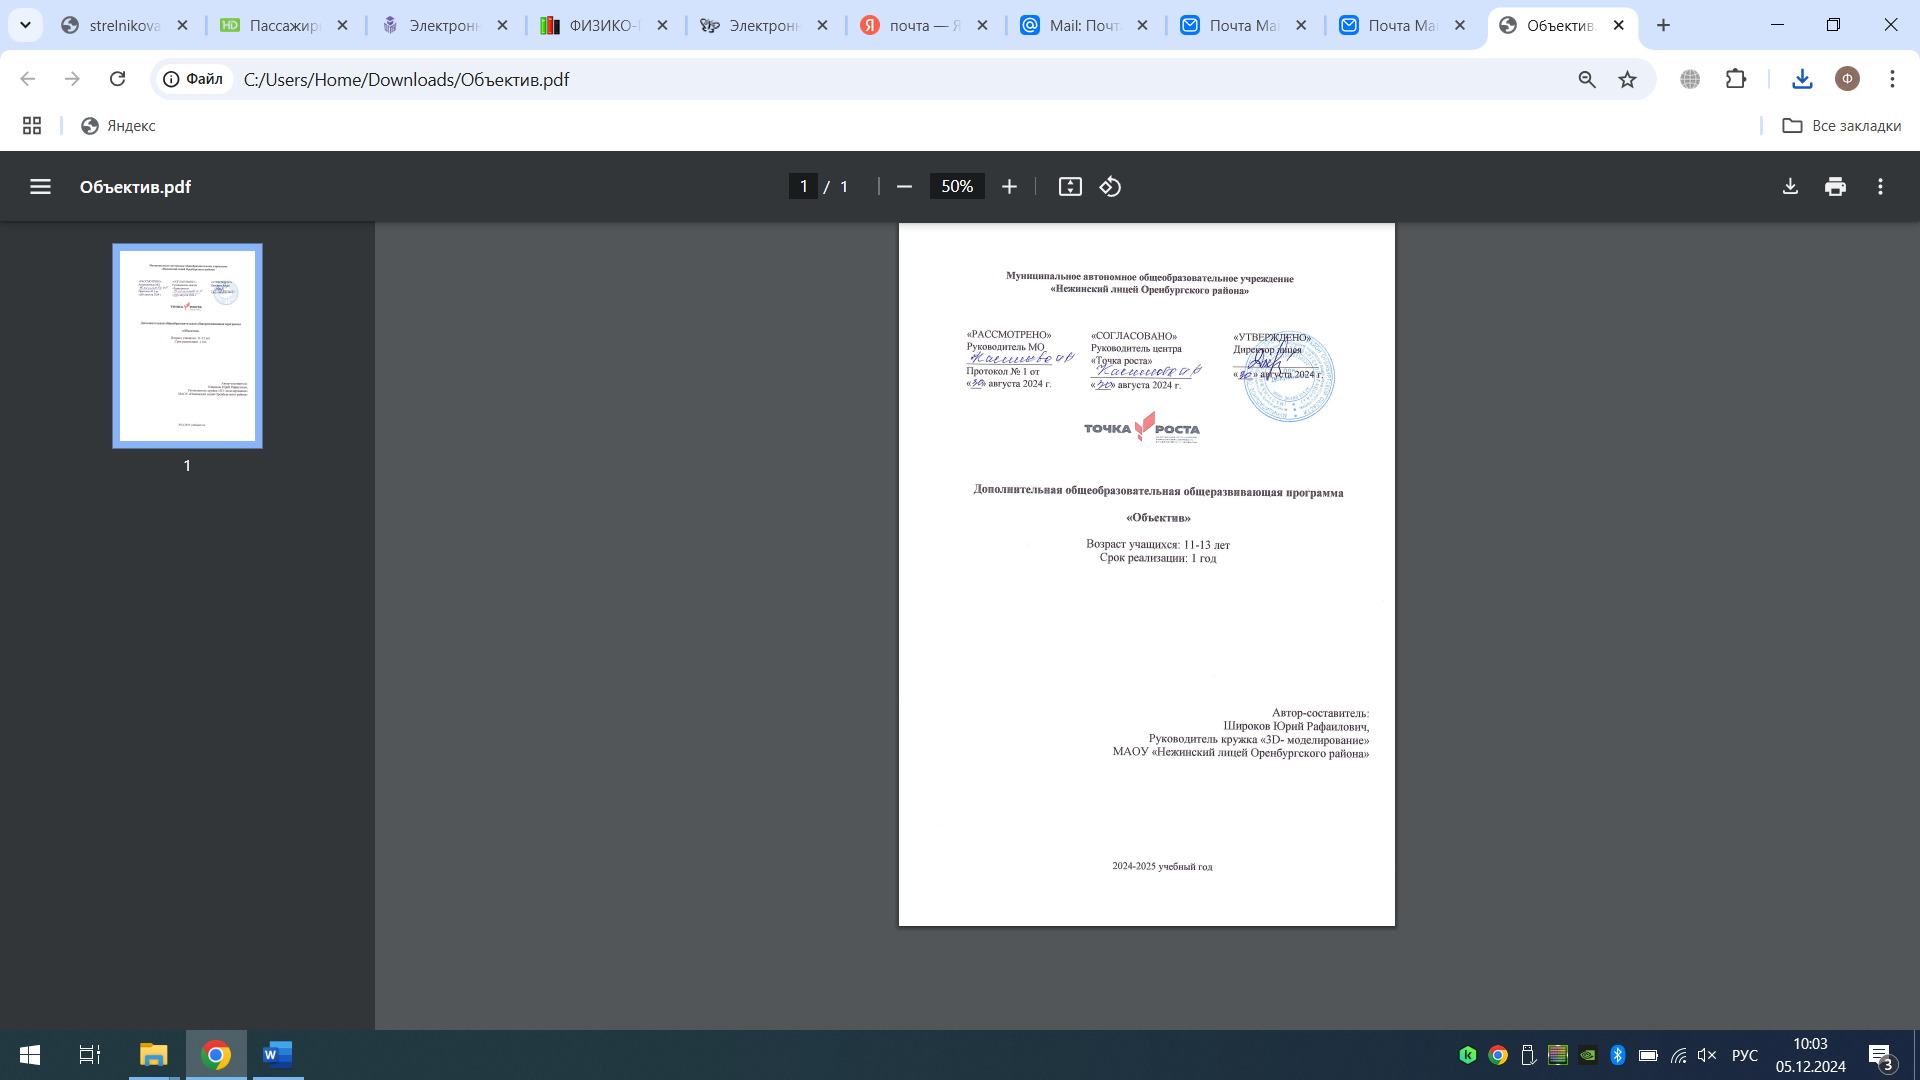 strelnikova
Пассажир
Электронн
ФИЗИКО-
Электронн
почта — Я
Mail: Почт
Почта Mai
Почта Mai
Объектив.
Файл
C:/Users/Home/Downloads/Объектив.pdf
Ф
Яндекс
Все закладки
Объектив.pdf
1 / 1
50%
1
Муниципальное автономное общеобразовательное учреждение
«Нежинский лицей Оренбургского района»
«РАССМОТРЕНО»
Руководитель МО
Протокол № 1 от
«30» августа 2024 г.
«СОГЛАСОВАНО»
Руководитель центра
«Точка роста»
«30» августа 2024 г.
«УТВЕРЖДЕНО»
Директор лицея
«30» августа 2024 г.
ТОЧКА РОСТА
Дополнительная общеобразовательная общеразвивающая программа
«Объектив»
Возраст учащихся: 11-13 лет
Срок реализации: 1 год
Автор-составитель:
Широков Юрий Рафаилович,
Руководитель кружка «3D- моделирование»
МАОУ «Нежинский лицей Оренбургского района»
2024-2025 учебный год
РУС
10:03
05.12.2024
3